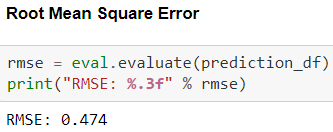 Root Mean Square Error
rmse = eval.evaluate(prediction_df)
print("RMSE: %.3f" % rmse)
RMSE: 0.474